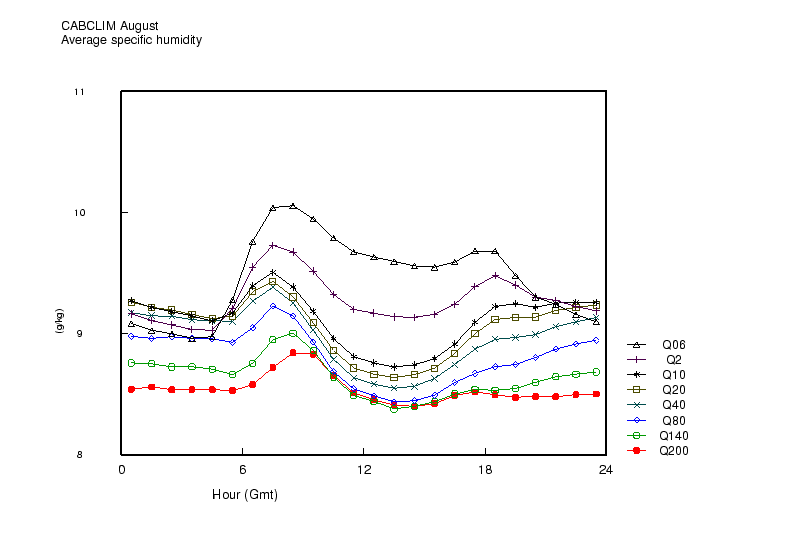 CABCLIM August
Average specific humidity
11
10
9
8
(g/kg)
0 6 12 18 24
Hour (Gmt)
Q06
Q2
Q10
Q20
Q40
Q80
Q140
Q200